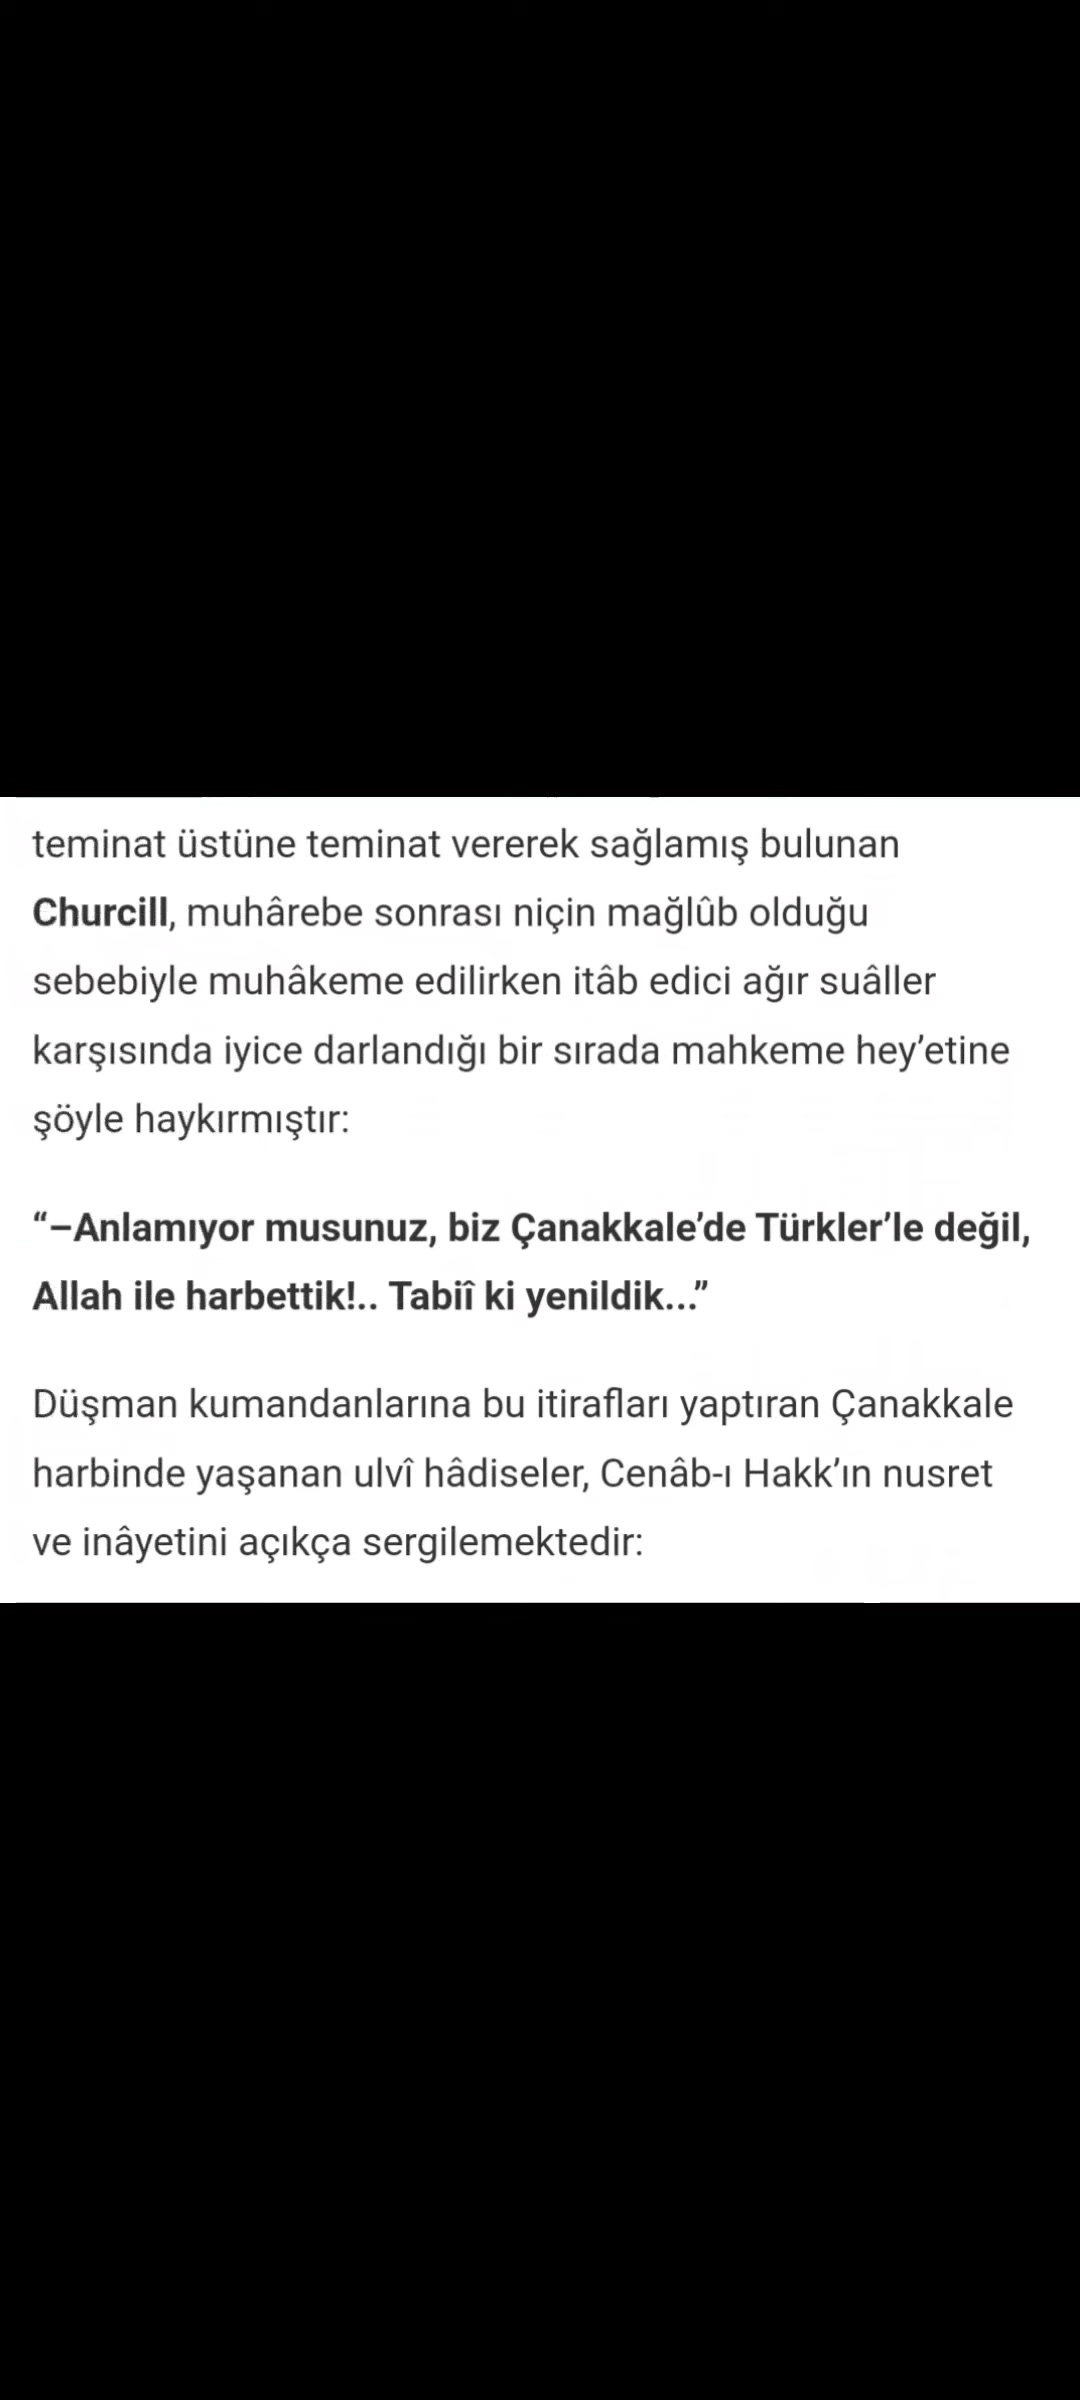 teminat üstüne teminat vererek sağlamış bulunan
Churcill, muhârebe sonrası niçin mağlûb olduğu
sebebiyle muhâkeme edilirken itâb edici ağır suâller
karşısında iyice darlandığı bir sırada mahkeme hey’etine
şöyle haykırmıştır:
“–Anlamıyor musunuz, biz Çanakkale’de Türkler’le değil,
Allah ile harbettik!.. Tabiî ki yenildik...”
Düşman kumandanlarına bu itirafları yaptıran Çanakkale
harbinde yaşanan ulvî hâdiseler, Cenâb-ı Hakk’ın nusret
ve inâyetini açıkça sergilemektedir: